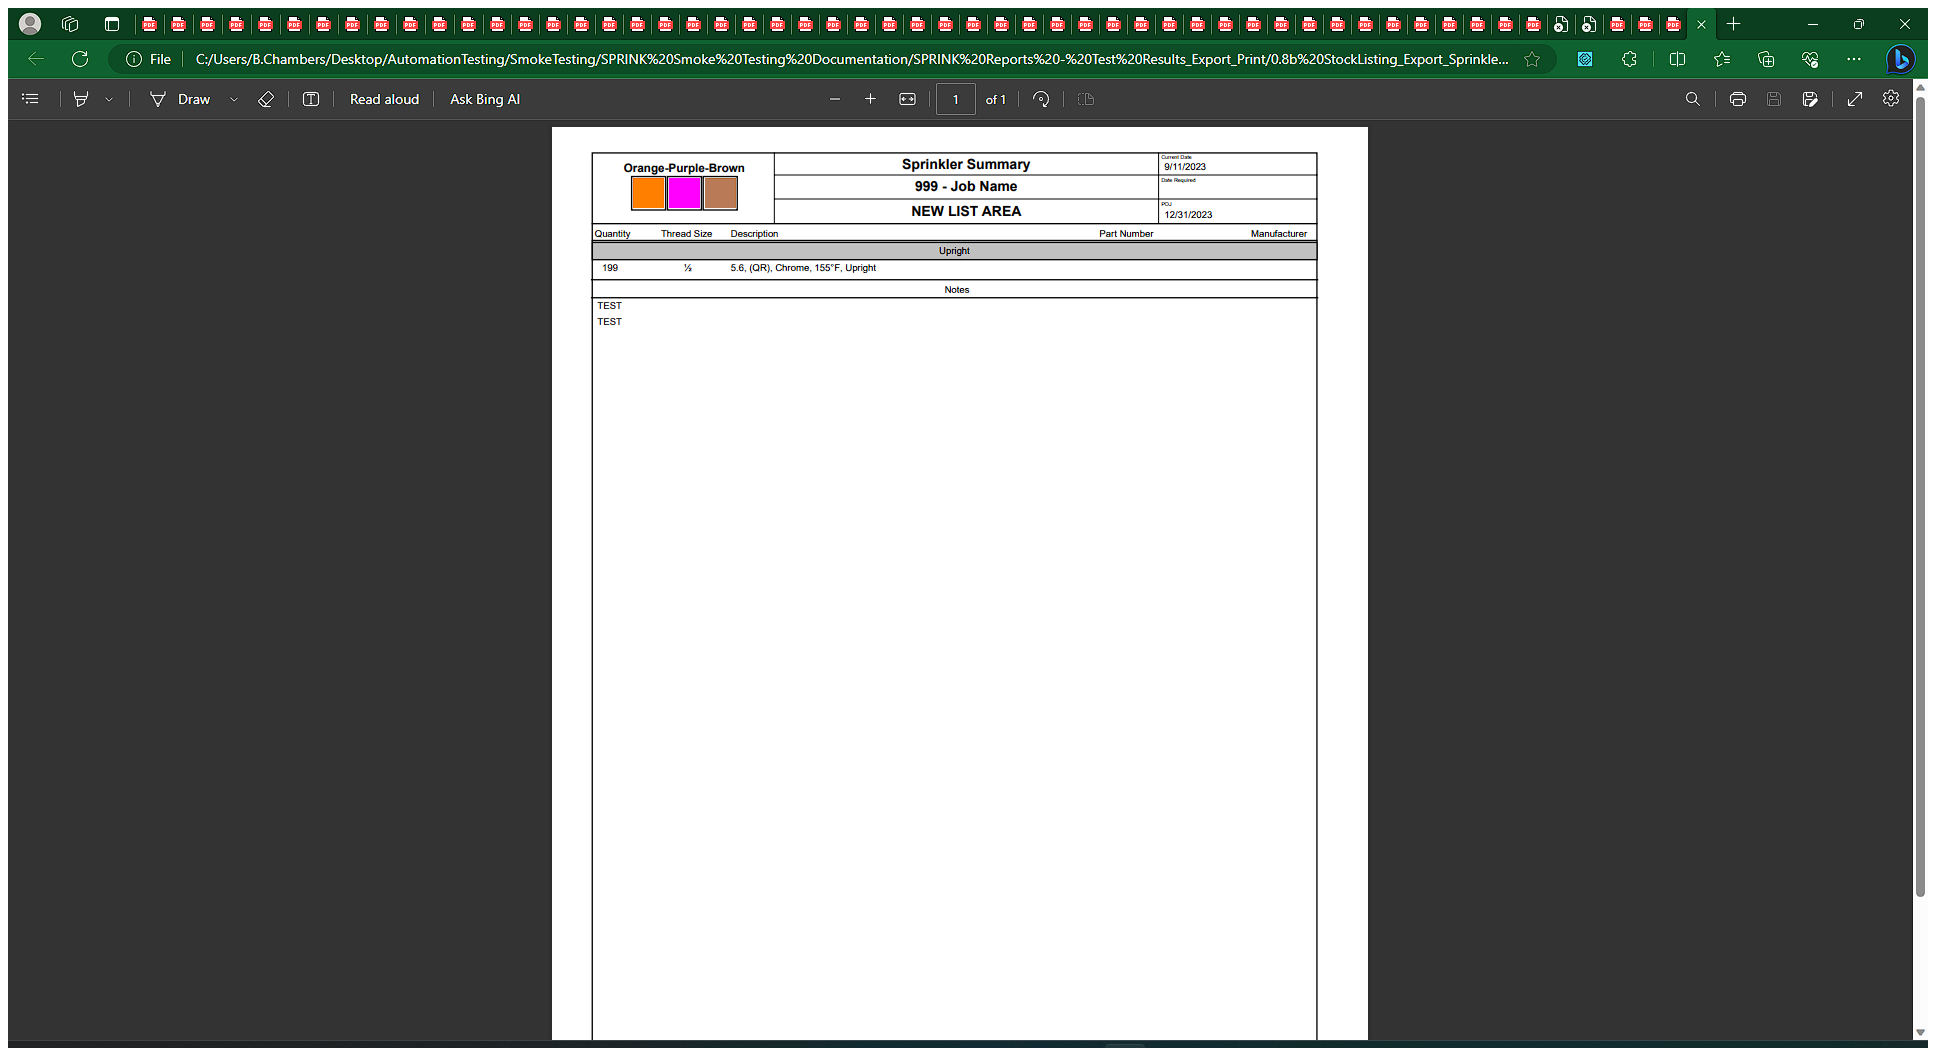 File
C:/Users/B.Chambers/Desktop/AutomationTesting/SmokeTesting/SPRINK%20Smoke%20Testing%20Documentation/SPRINK%20Reports%20-%20Test%20Results_Export_Print/0.8b%20StockListing_Export_Sprinkle...
Draw
Read aloud
Ask Bing AI
1
of 1
Orange-Purple-Brown
Sprinkler Summary
999 - Job Name
NEW LIST AREA
Current Date
9/11/2023
Date Required
PDJ
12/31/2023
Quantity Thread Size Description Part Number Manufacturer
Upright
199 ½ 5.6, (QR), Chrome, 155°F, Upright
Notes
TEST
TEST